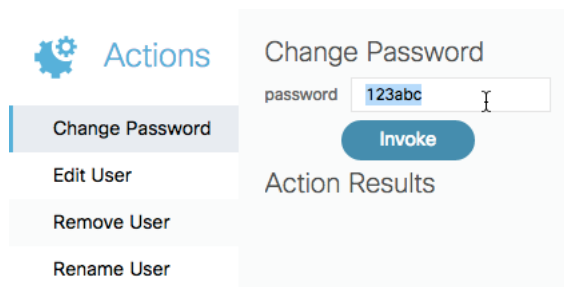 Actions
Change Password
Edit User
Remove User
Rename User
Change Password
password 123abc
Invoke
Action Results